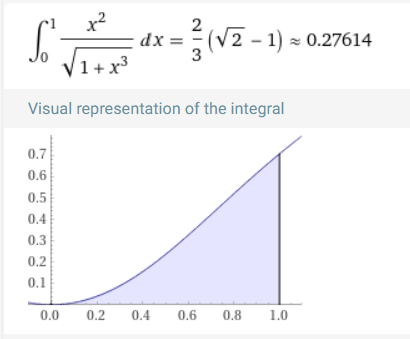 ∫₀¹ x²/√(1 + x³) dx = 2/3 (√2 − 1) ≈ 0.27614
Visual representation of the integral
0.7
0.6
0.5
0.4
0.3
0.2
0.1
0.0 0.2 0.4 0.6 0.8 1.0